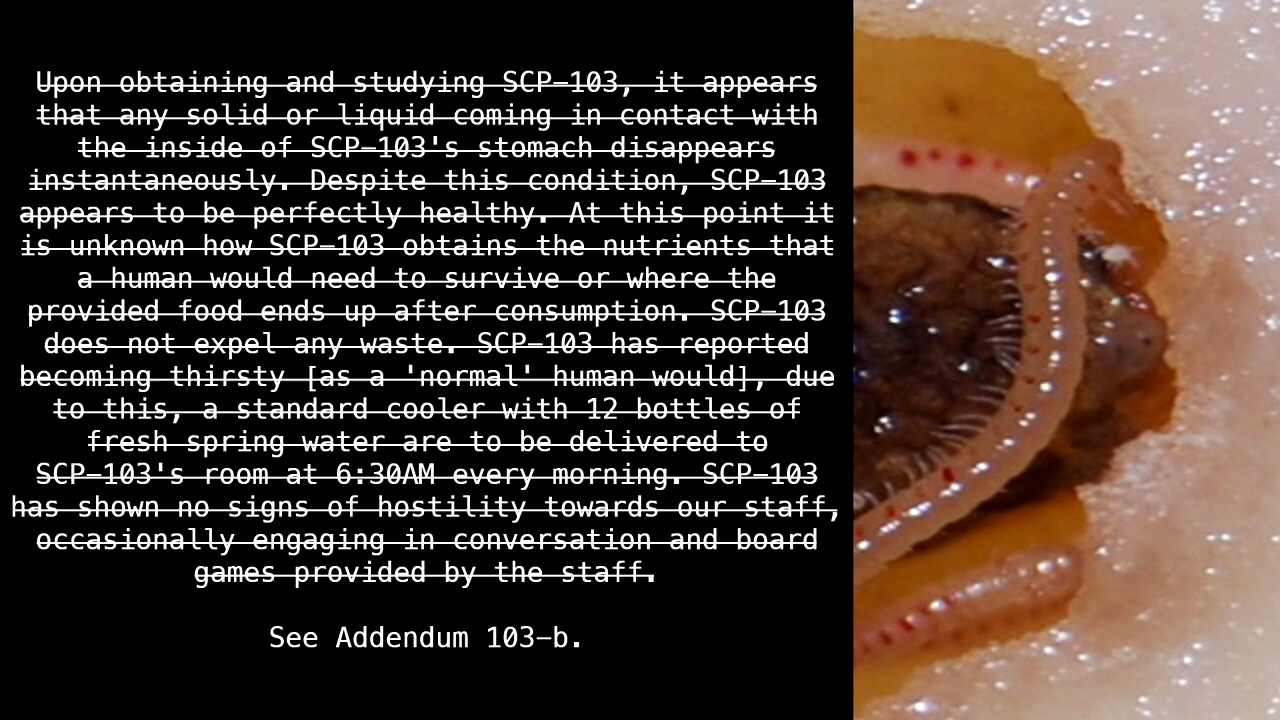 Upon obtaining and studying SCP-103, it appears
that any solid or liquid coming in contact with
the inside of SCP-103's stomach disappears
instantaneously. Despite this condition, SCP-103
appears to be perfectly healthy. At this point it
is unknown how SCP-103 obtains the nutrients that
a human would need to survive or where the
provided food ends up after consumption. SCP-103
does not expel any waste. SCP-103 has reported
becoming thirsty [as a 'normal' human would], due
to this, a standard cooler with 12 bottles of
fresh spring water are to be delivered to
SCP-103's room at 6:30AM every morning. SCP-103
has shown no signs of hostility towards our staff,
occasionally engaging in conversation and board
games provided by the staff.
See Addendum 103-b.